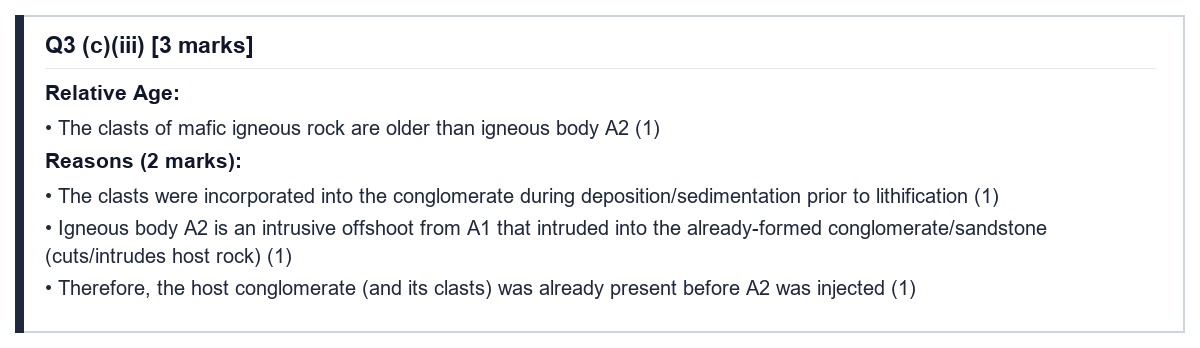 Q3 (c)(iii) [3 marks]
Relative Age:
• The clasts of mafic igneous rock are older than igneous body A2 (1)
Reasons (2 marks):
• The clasts were incorporated into the conglomerate during deposition/sedimentation prior to lithification (1)
• Igneous body A2 is an intrusive offshoot from A1 that intruded into the already-formed conglomerate/sandstone
(cuts/intrudes host rock) (1)
• Therefore, the host conglomerate (and its clasts) was already present before A2 was injected (1)